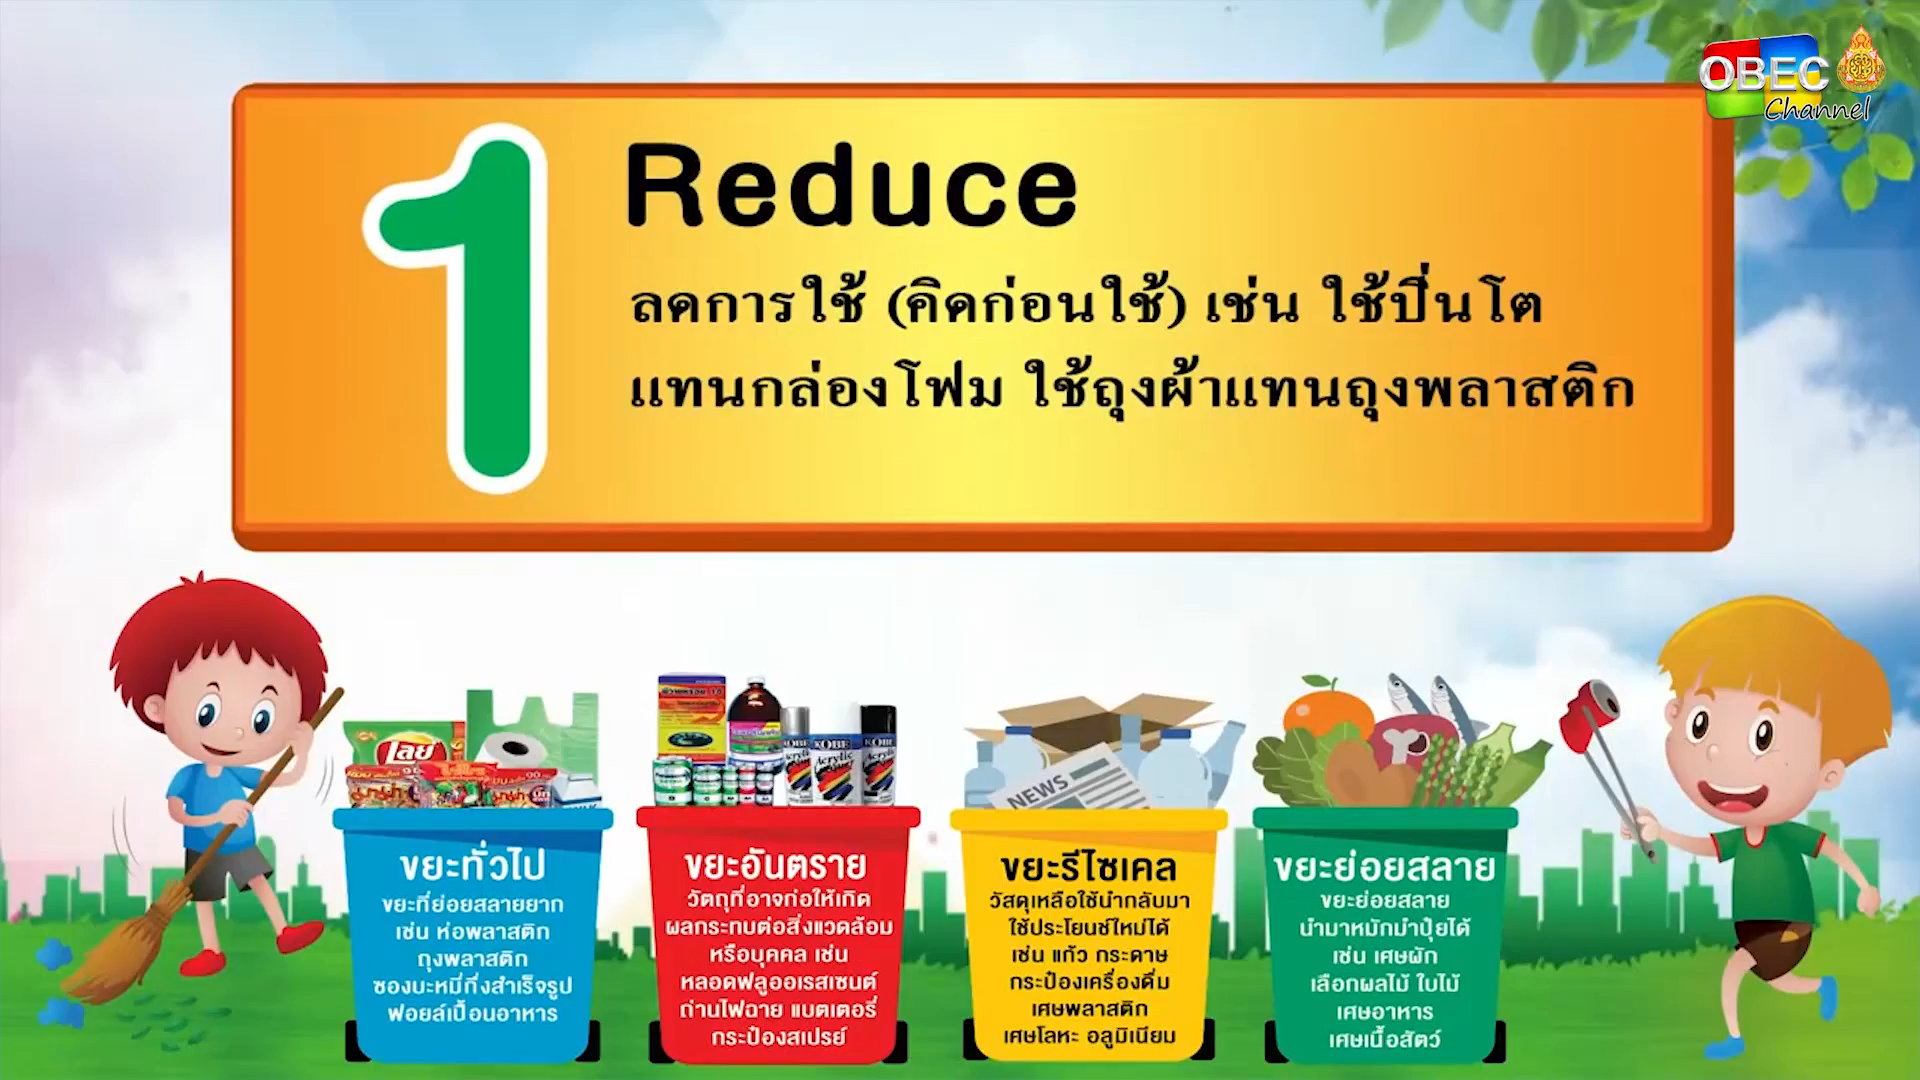 OBEC
Channel
1
Reduce
ลดการใช้ (คิดก่อนใช้) เช่น ใช้ปิ่นโต
แทนกล่องโฟม ใช้ถุงผ้าแทนถุงพลาสติก
เลย์
KOBE
Acrylic
NEWS
ขยะทั่วไป
ขยะที่ย่อยสลายยาก
เช่น ห่อพลาสติก
ถุงพลาสติก
ซองบะหมี่กึ่งสำเร็จรูป
ฟอยล์เปื้อนอาหาร
ขยะอันตราย
วัตถุที่อาจก่อให้เกิด
ผลกระทบต่อสิ่งแวดล้อม
หรือบุคคล เช่น
หลอดฟลูออเรสเซนต์
ถ่านไฟฉาย แบตเตอรี่
กระป๋องสเปรย์
ขยะรีไซเคล
วัสดุเหลือใช้นำกลับมา
ใช้ประโยชน์ใหม่ได้
เช่น แก้ว กระดาษ
กระป๋องเครื่องดื่ม
เศษพลาสติก
เศษโลหะ อลูมิเนียม
ขยะย่อยสลาย
ขยะย่อยสลาย
นำมาหมักมำปุ๋ยได้
เช่น เศษผัก
เลือกผลไม้ ใบไม้
เศษอาหาร
เศษเนื้อสัตว์